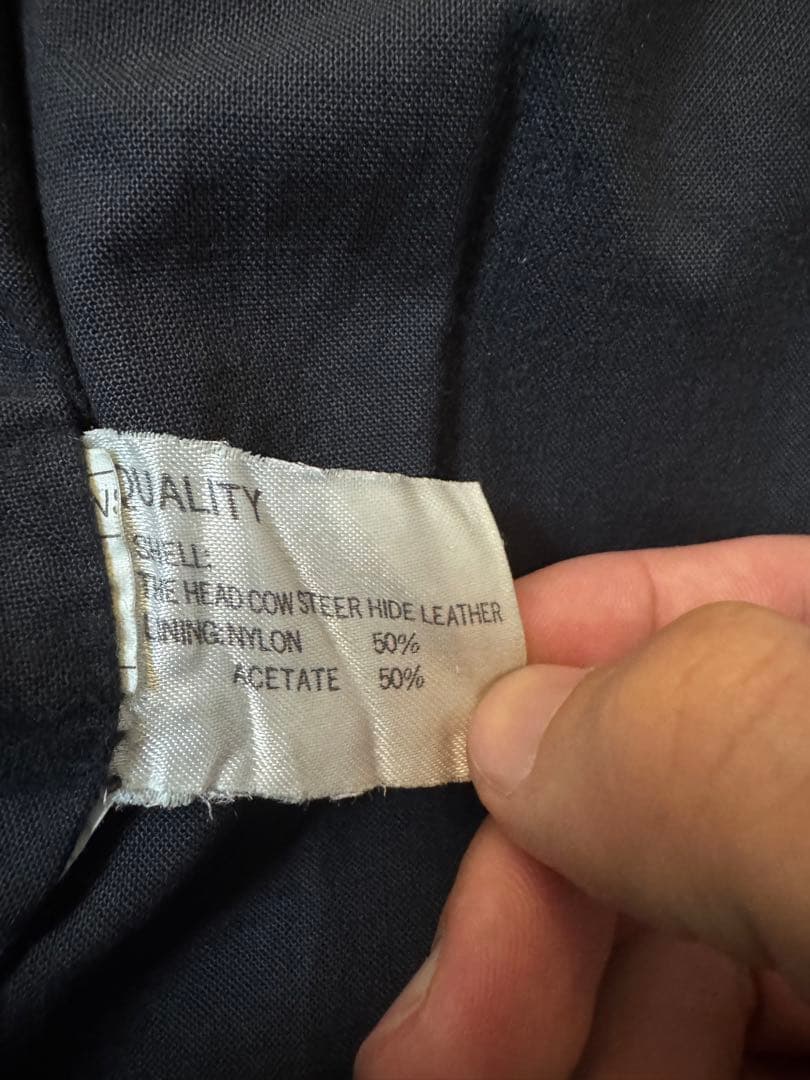 QUALITY
SHELL:
THE HEAD COW STEER HIDE LEATHER
LINING:NYLON 50%
ACETATE 50%